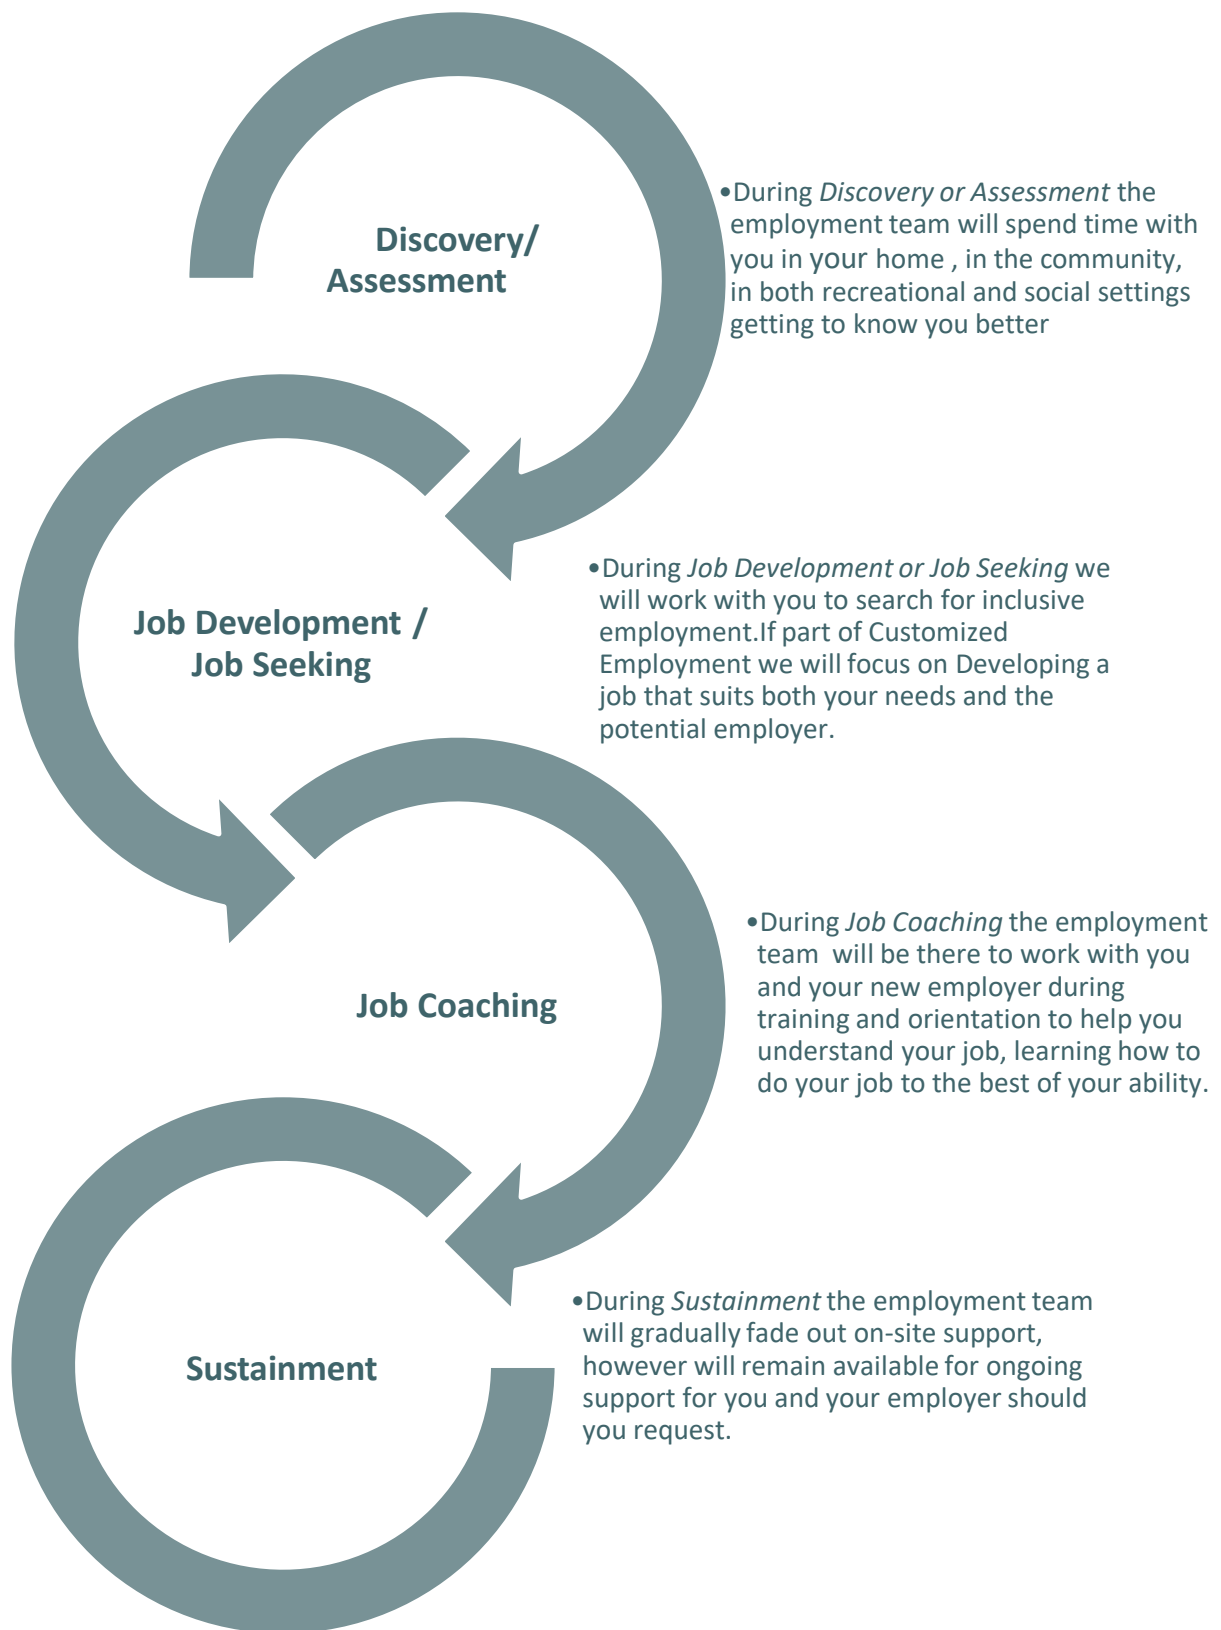 Discovery/
Assessment
•During Discovery or Assessment the
employment team will spend time with
you in your home , in the community,
in both recreational and social settings
getting to know you better
Job Development /
Job Seeking
•During Job Development or Job Seeking we
will work with you to search for inclusive
employment.If part of Customized
Employment we will focus on Developing a
job that suits both your needs and the
potential employer.
Job Coaching
•During Job Coaching the employment
team  will be there to work with you
and your new employer during
training and orientation to help you
understand your job, learning how to
do your job to the best of your ability.
Sustainment
•During Sustainment the employment team
will gradually fade out on-site support,
however will remain available for ongoing
support for you and your employer should
you request.